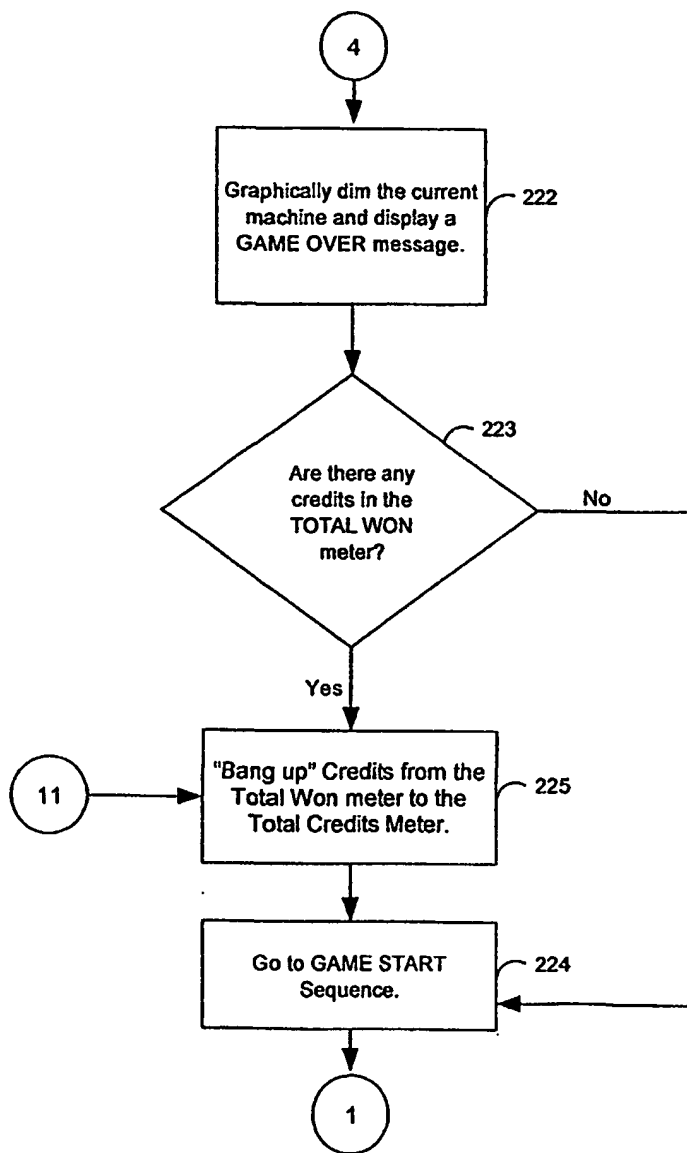 4
Graphically dim the current
machine and display a
GAME OVER message.
222
223
Are there any
credits in the
TOTAL WON
meter?
No
Yes
11
"Bang up" Credits from the
Total Won meter to the
Total Credits Meter.
225
Go to GAME START
Sequence.
224
1